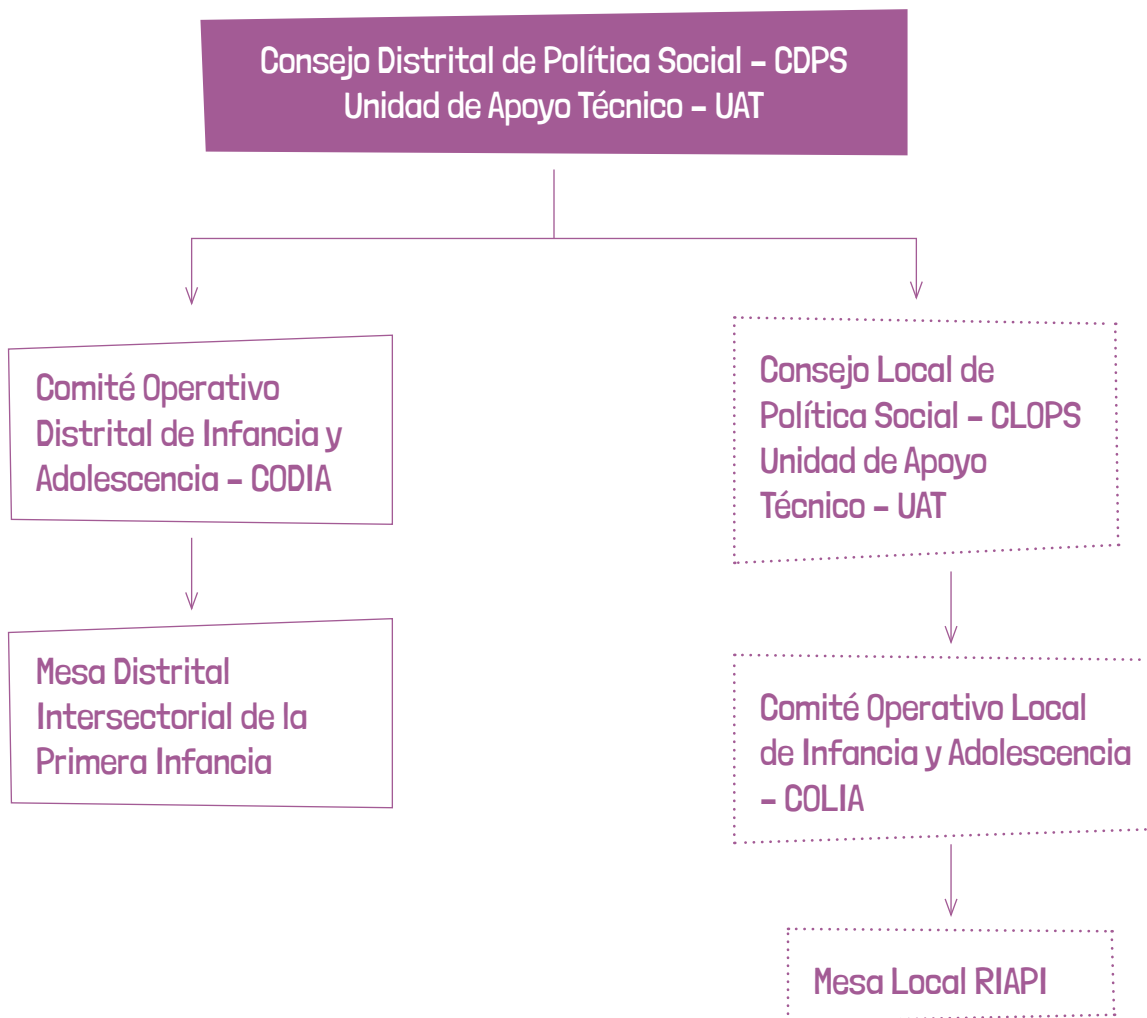 Consejo Distrital de Política Social – CDPS
Unidad de Apoyo Técnico – UAT
Comité Operativo
Distrital de Infancia y
Adolescencia – CODIA
Mesa Distrital
Intersectorial de la
Primera Infancia
Consejo Local de
Política Social – CLOPS
Unidad de Apoyo
Técnico – UAT
Comité Operativo Local
de Infancia y Adolescencia
– COLIA
Mesa Local RIAPI